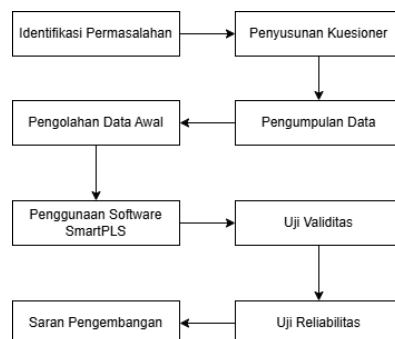 Identifikasi Permasalahan
Penyusunan Kuesioner
Pengumpulan Data
Pengolahan Data Awal
Penggunaan Software
SmartPLS
Uji Validitas
Uji Reliabilitas
Saran Pengembangan